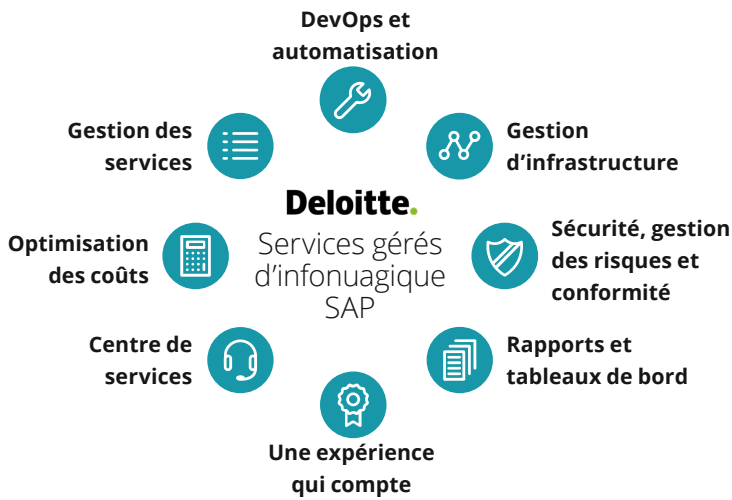 DevOps et
automatisation
Gestion des
services
Gestion
d’infrastructure
Deloitte.
Services gérés
d’infonuagique
SAP
Optimisation
des coûts
Sécurité, gestion
des risques et
conformité
Centre de
services
Rapports et
tableaux de bord
Une expérience
qui compte